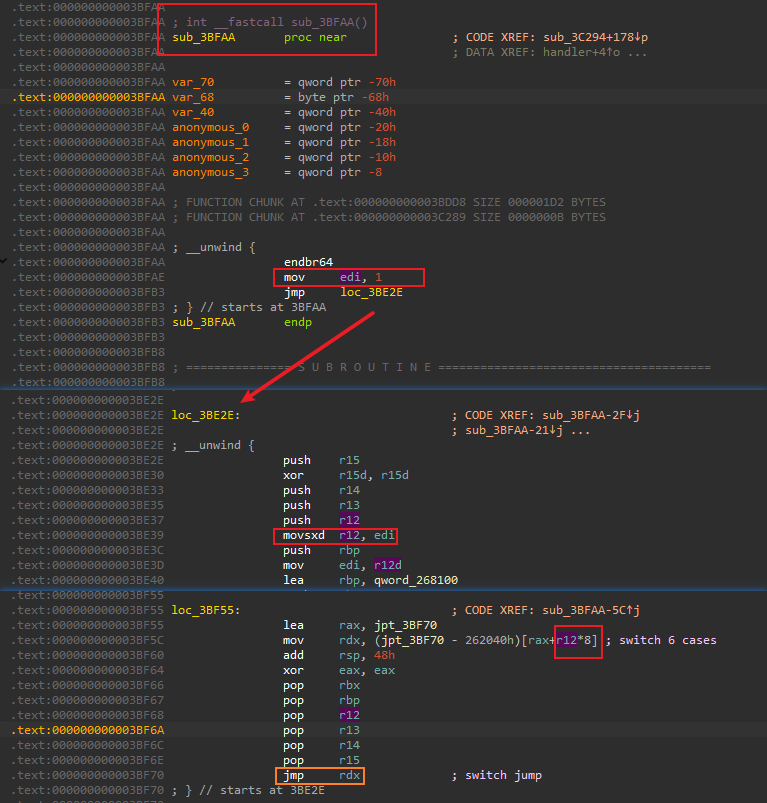 .text:000000000003BFAA
.text:000000000003BFAA ; int __fastcall sub_3BFAA()
.text:000000000003BFAA sub_3BFAA proc near ; CODE XREF: sub_3C294+178↓p
.text:000000000003BFAA ; DATA XREF: handler+4↑o ...
.text:000000000003BFAA
.text:000000000003BFAA var_70 = qword ptr -70h
.text:000000000003BFAA var_68 = byte ptr -68h
.text:000000000003BFAA var_40 = qword ptr -40h
.text:000000000003BFAA anonymous_0 = qword ptr -20h
.text:000000000003BFAA anonymous_1 = qword ptr -18h
.text:000000000003BFAA anonymous_2 = qword ptr -10h
.text:000000000003BFAA anonymous_3 = qword ptr -8
.text:000000000003BFAA
.text:000000000003BFAA ; FUNCTION CHUNK AT .text:000000000003BDD8 SIZE 000001D2 BYTES
.text:000000000003BFAA ; FUNCTION CHUNK AT .text:000000000003C289 SIZE 0000000B BYTES
.text:000000000003BFAA
.text:000000000003BFAA ; __unwind {
.text:000000000003BFAA endbr64
.text:000000000003BFAE mov edi, 1
.text:000000000003BFB3 jmp loc_3BE2E
.text:000000000003BFB3 ; } // starts at 3BFAA
.text:000000000003BFB3 sub_3BFAA endp
.text:000000000003BFB3
.text:000000000003BFB8
.text:000000000003BFB8 ; =============== S U B R O U T I N E =======================================
.text:000000000003BFB8
.text:000000000003BE2E
.text:000000000003BE2E loc_3BE2E: ; CODE XREF: sub_3BFAA-2F↓j
.text:000000000003BE2E ; sub_3BFAA-21↓j ...
.text:000000000003BE2E ; __unwind {
.text:000000000003BE2E push r15
.text:000000000003BE30 xor r15d, r15d
.text:000000000003BE33 push r14
.text:000000000003BE35 push r13
.text:000000000003BE37 push r12
.text:000000000003BE39 movsxd r12, edi
.text:000000000003BE3C push rbp
.text:000000000003BE3D mov edi, r12d
.text:000000000003BE40 lea rbp, qword_268100
.text:000000000003BF55
.text:000000000003BF55 loc_3BF55: ; CODE XREF: sub_3BFAA-5C↑j
.text:000000000003BF55 lea rax, jpt_3BF70
.text:000000000003BF5C mov rdx, (jpt_3BF70 - 262040h)[rax+r12*8] ; switch 6 cases
.text:000000000003BF60 add rsp, 48h
.text:000000000003BF64 xor eax, eax
.text:000000000003BF66 pop rbx
.text:000000000003BF67 pop rbp
.text:000000000003BF68 pop r12
.text:000000000003BF6A pop r13
.text:000000000003BF6C pop r14
.text:000000000003BF6E pop r15
.text:000000000003BF70 jmp rdx ; switch jump
.text:000000000003BF70 ; } // starts at 3BE2E